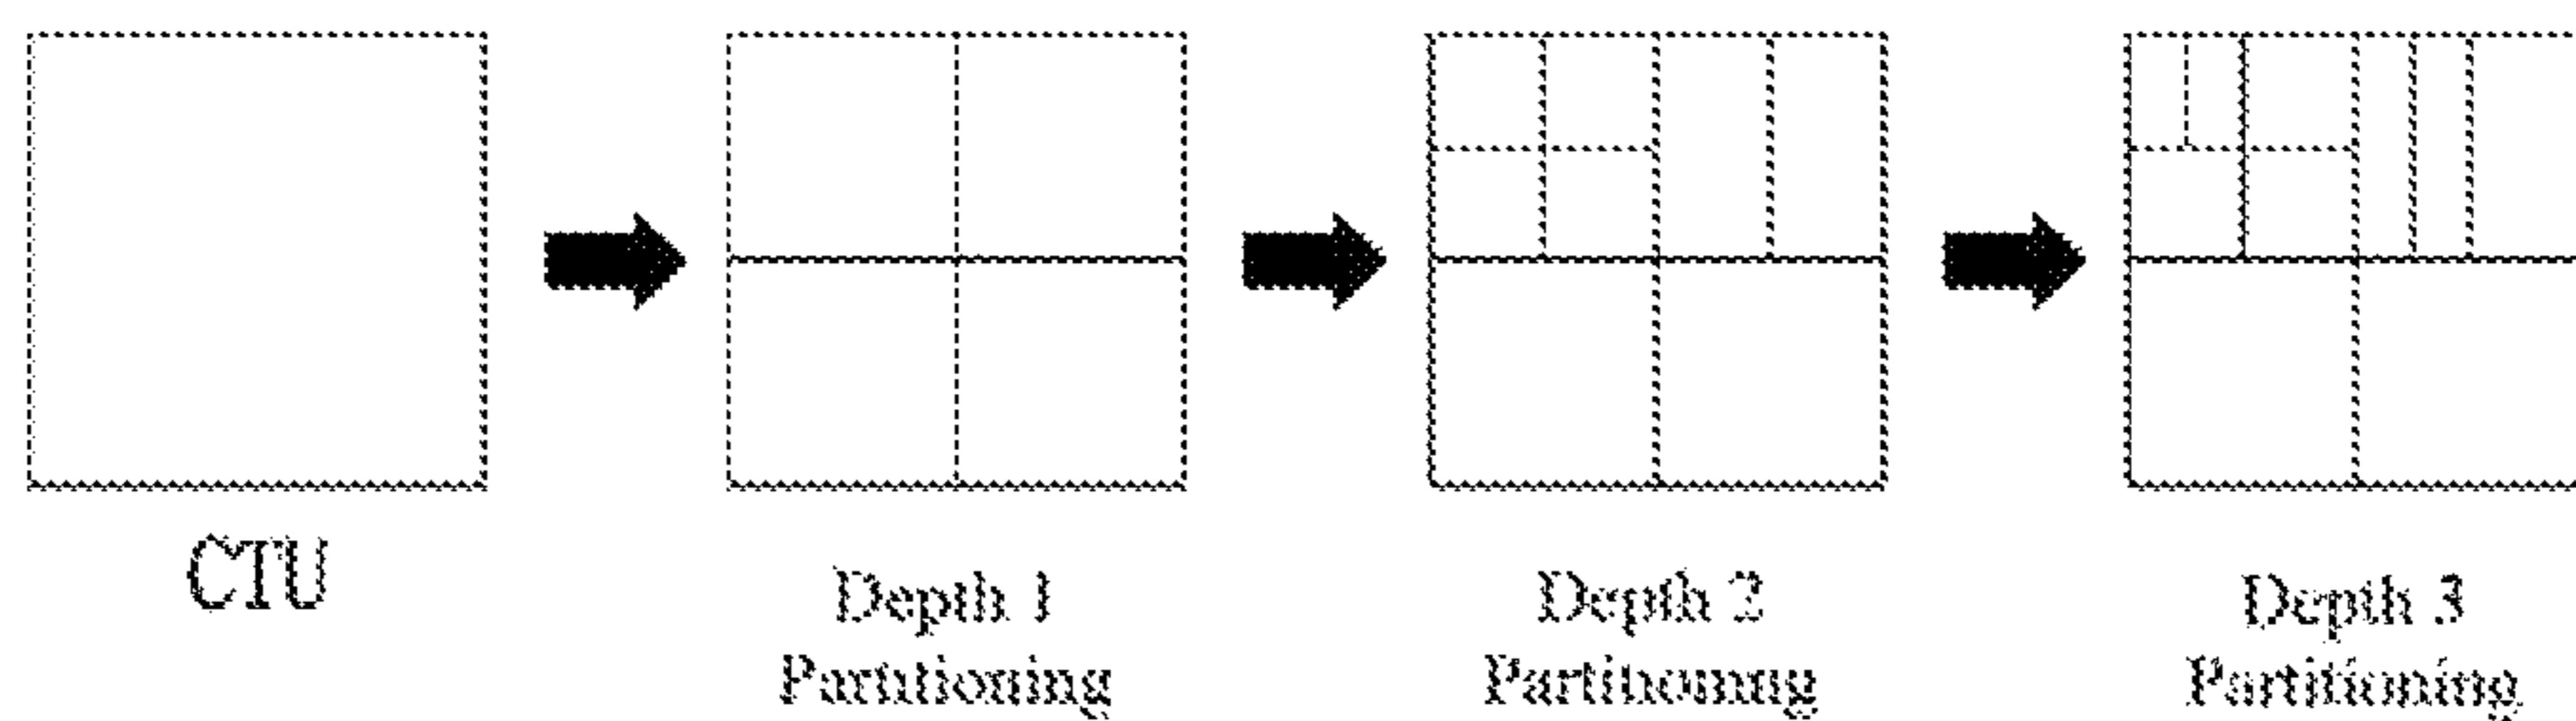 CTU
Depth 1
Partitioning
Depth 2
Partitioning
Depth 3
Partitioning